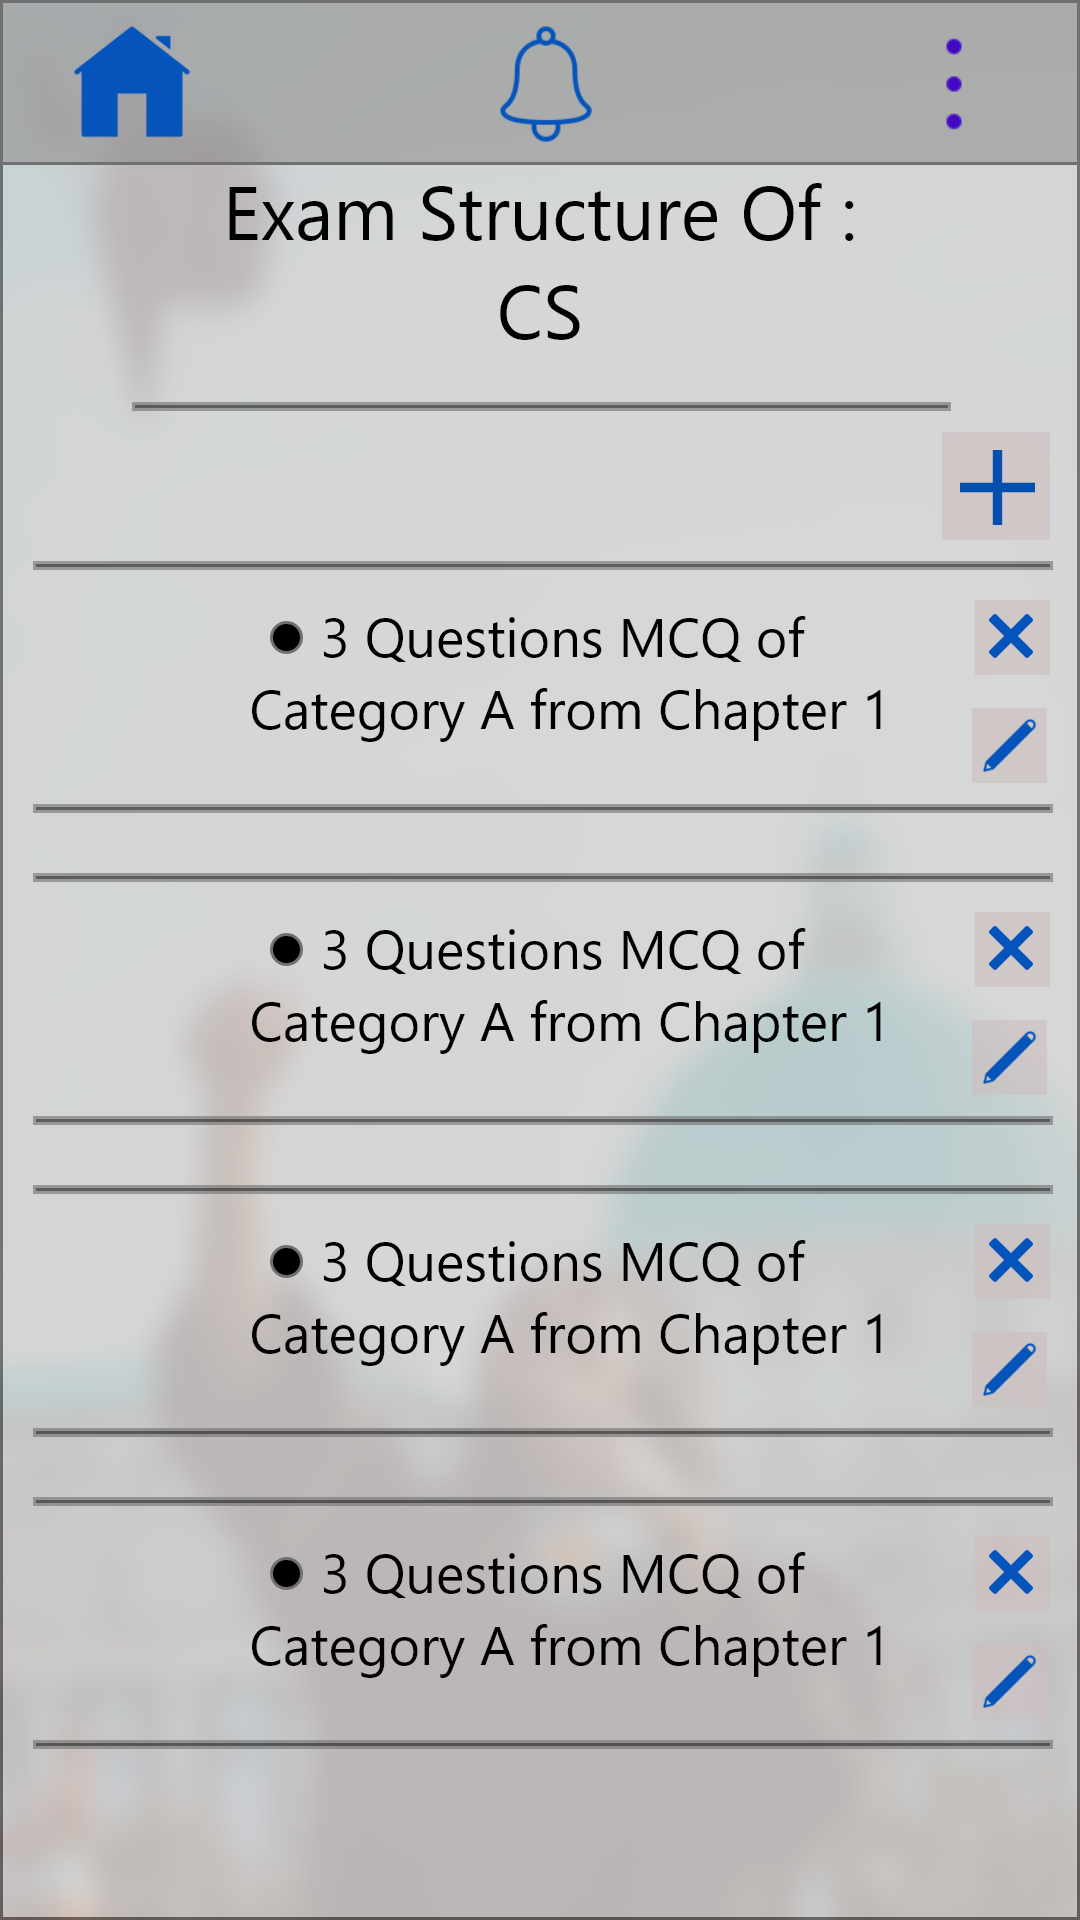 Exam Structure Of :
CS
● 3 Questions MCQ of
Category A from Chapter 1
● 3 Questions MCQ of
Category A from Chapter 1
● 3 Questions MCQ of
Category A from Chapter 1
● 3 Questions MCQ of
Category A from Chapter 1